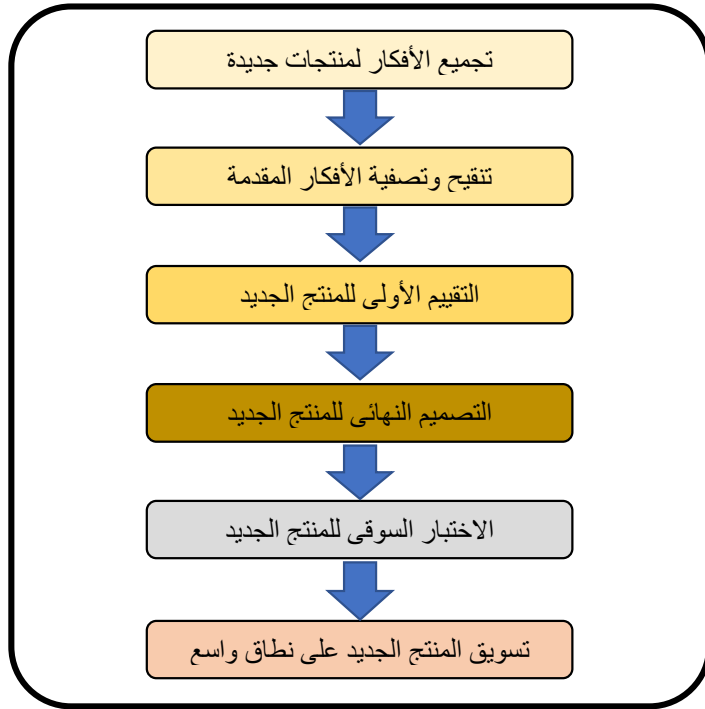 تجميع الأفكار لمنتجات جديدة
تنقيح وتصفية الأفكار المقدمة
التقييم الأولى للمنتج الجديد
التصميم النهائى للمنتج الجديد
الاختبار السوقى للمنتج الجديد
تسويق المنتج الجديد على نطاق واسع